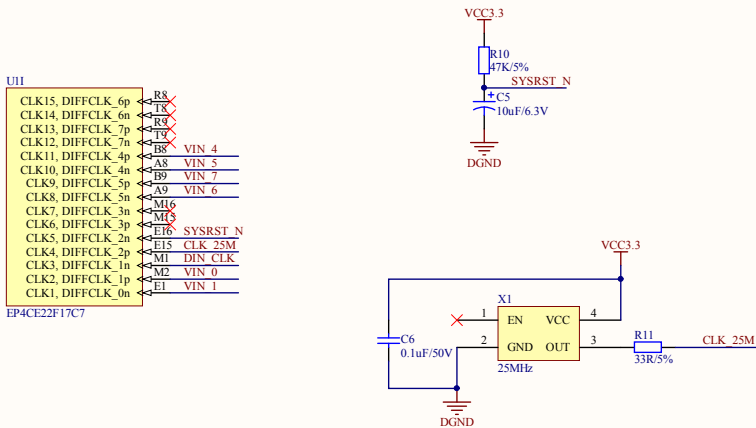 VCC3.3
R10
47K/5%
SYSRST_N
C5
+
10uF/6.3V
DGND
U11
CLK15, DIFFCLK_6p R8
CLK14, DIFFCLK_6n T8
CLK13, DIFFCLK_7p R9
CLK12, DIFFCLK_7n T9
CLK11, DIFFCLK_4p B8 VIN_4
CLK10, DIFFCLK_4n A8 VIN_5
CLK9, DIFFCLK_5p B9 VIN_7
CLK8, DIFFCLK_5n A9 VIN_6
CLK7, DIFFCLK_3n M16
CLK6, DIFFCLK_3p M15
CLK5, DIFFCLK_2n E16 SYSRST_N
CLK4, DIFFCLK_2p E15 CLK_25M
CLK3, DIFFCLK_1n M1 DIN_CLK
CLK2, DIFFCLK_1p M2 VIN_0
CLK1, DIFFCLK_0n E1 VIN_1
EP4CE22F17C7
VCC3.3
X1
1 EN VCC 4
2 GND OUT 3
25MHz
C6
0.1uF/50V
R11
33R/5%
CLK_25M
DGND